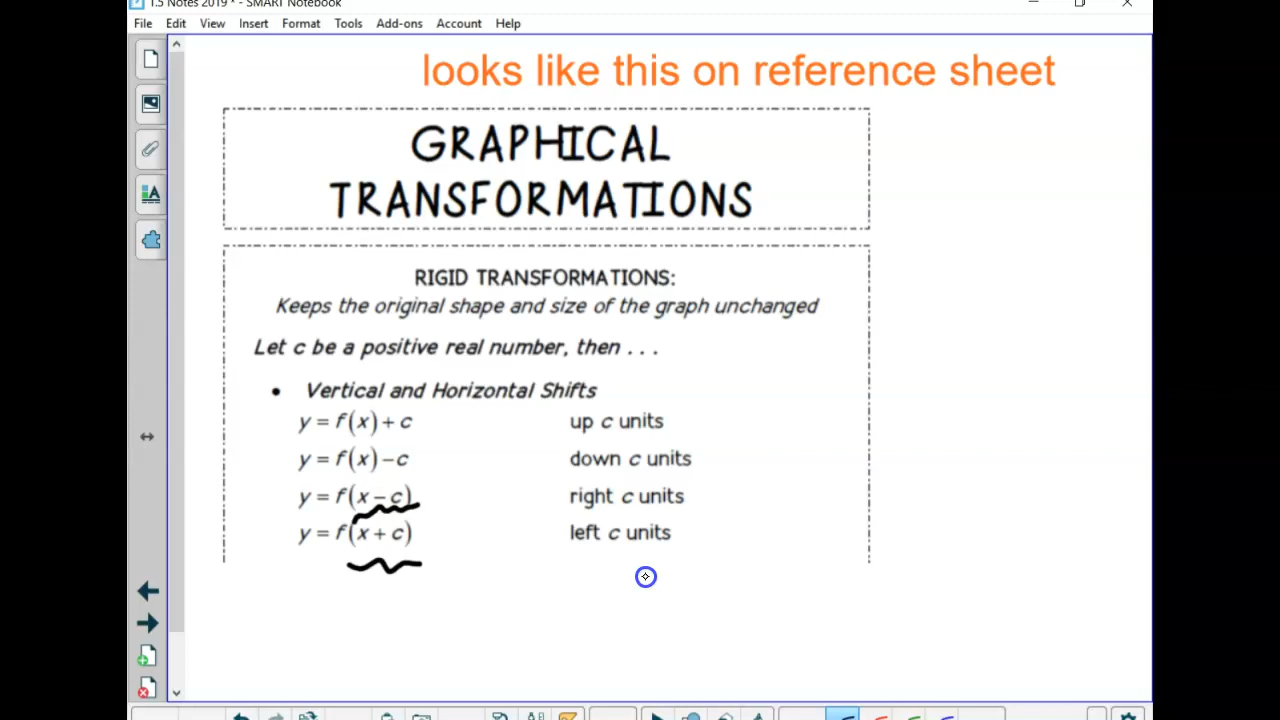 1.5 Notes 2019 * - SMART Notebook
File Edit View Insert Format Tools Add-ons Account Help
looks like this on reference sheet
GRAPHICAL
TRANSFORMATIONS
RIGID TRANSFORMATIONS:
Keeps the original shape and size of the graph unchanged
Let c be a positive real number, then . . .
• Vertical and Horizontal Shifts
y = f(x) + c up c units
y = f(x) − c down c units
y = f(x − c) right c units
y = f(x + c) left c units